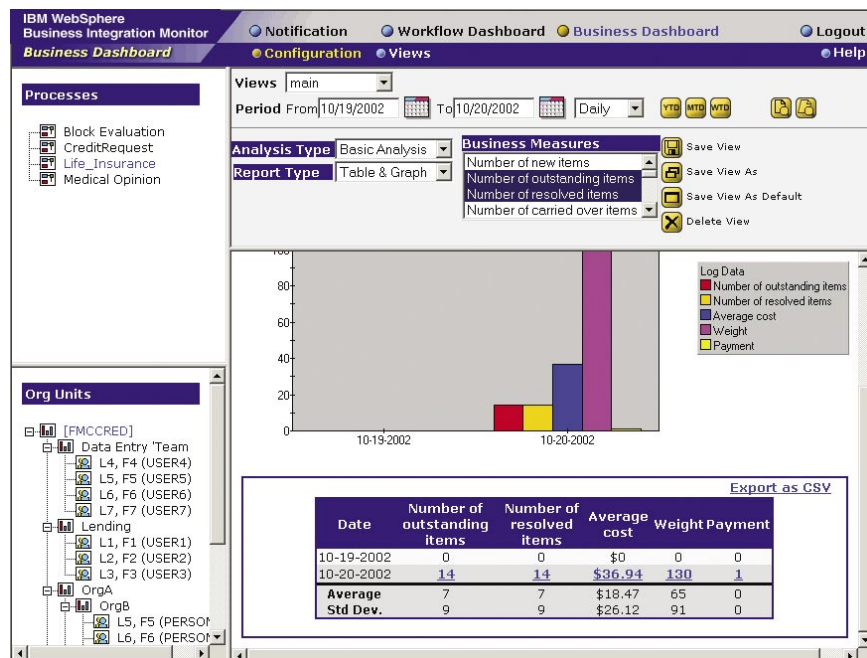 IBM WebSphere
Business Integration Monitor
Business Dashboard
Notification Workflow Dashboard Business Dashboard Logout
Configuration Views Help
Processes
Block Evaluation
CreditRequest
Life_Insurance
Medical Opinion
Views main
Period From 10/19/2002 To 10/20/2002 Daily YTD MTD WTD
Analysis Type Basic Analysis
Report Type Table & Graph
Business Measures
Number of new items
Number of outstanding items
Number of resolved items
Number of carried over items
Save View
Save View As
Save View As Default
Delete View
Org Units
[FMCCRED]
Data Entry 'Team
L4, F4 (USER4)
L5, F5 (USER5)
L6, F6 (USER6)
L7, F7 (USER7)
Lending
L1, F1 (USER1)
L2, F2 (USER2)
L3, F3 (USER3)
OrgA
OrgB
L5, F5 (PERSON
L6, F6 (PERSON
100
80
60
40
20
0
10-19-2002 10-20-2002
Log Data
Number of outstanding items
Number of resolved items
Average cost
Weight
Payment
Export as CSV
Date Number of outstanding items Number of resolved items Average cost Weight Payment
10-19-2002 0 0 $0 0 0
10-20-2002 14 14 $36.94 130 1
Average 7 7 $18.47 65 0
Std Dev. 9 9 $26.12 91 0